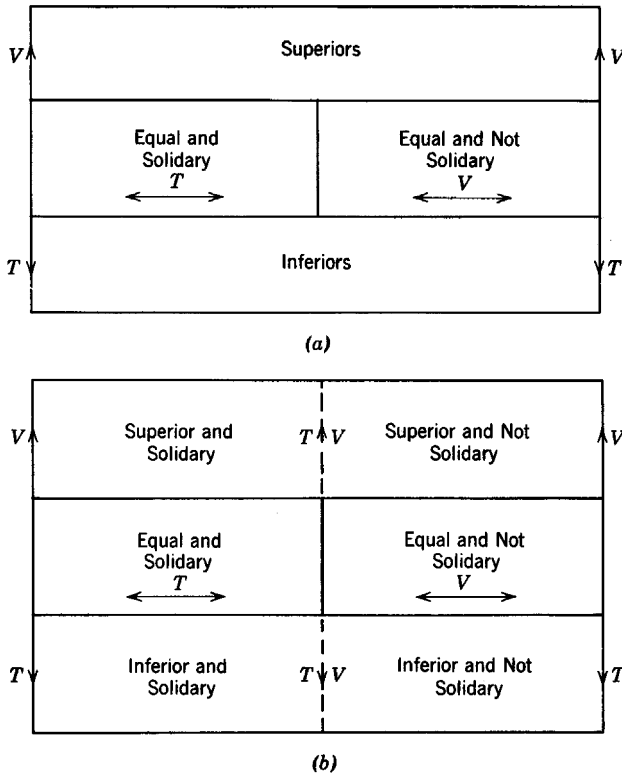 V
Superiors
V
Equal and
Solidary
T
Equal and Not
Solidary
V
T
Inferiors
T
(a)
V
Superior and
Solidary
T V
Superior and Not
Solidary
V
Equal and
Solidary
T
Equal and Not
Solidary
V
T
Inferior and
Solidary
T V
Inferior and Not
Solidary
T
(b)